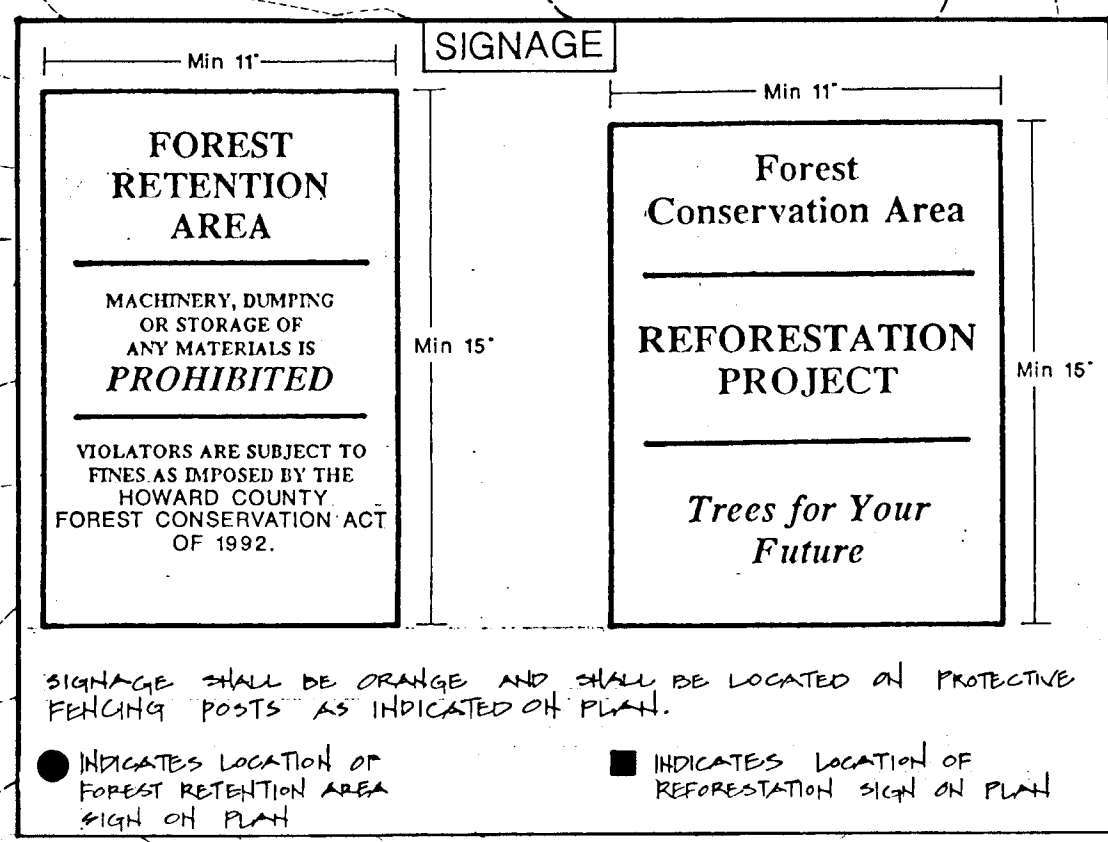 SIGNAGE
Min 11"
FOREST
RETENTION
AREA
MACHINERY, DUMPING
OR STORAGE OF
ANY MATERIALS IS
PROHIBITED
VIOLATORS ARE SUBJECT TO
FINES AS IMPOSED BY THE
HOWARD COUNTY
FOREST CONSERVATION ACT
OF 1992.
Min 15"
Min 11"
Forest
Conservation Area
REFORESTATION
PROJECT
Trees for Your
Future
Min 15"
SIGNAGE SHALL BE ORANGE AND SHALL BE LOCATED ON PROTECTIVE
FENCING POSTS AS INDICATED ON PLAN.
INDICATES LOCATION OF
FOREST RETENTION AREA
SIGN ON PLAN
INDICATES LOCATION OF
REFORESTATION SIGN ON PLAN